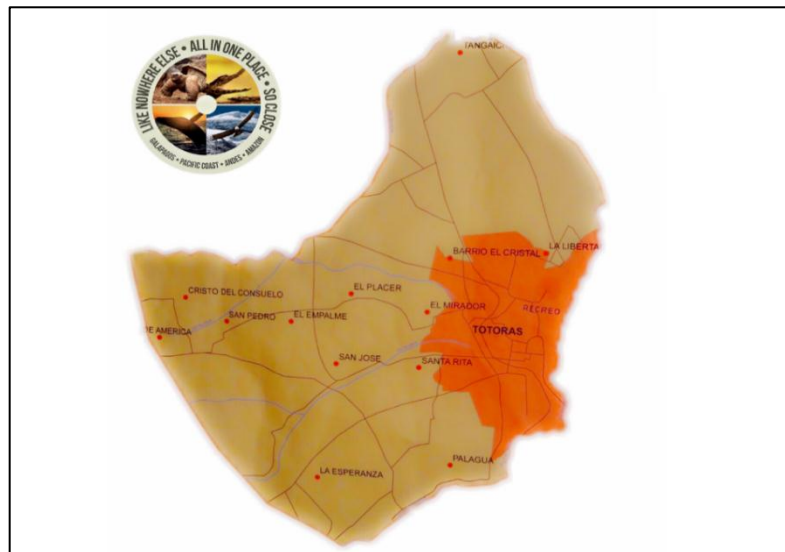 LIKE NOWHERE ELSE • ALL IN ONE PLACE • SO CLOSE
GALAPAGOS • PACIFIC COAST • ANDES • AMAZON
TANGAIC
LA LIBERTA
BARRIO EL CRISTAL
CRISTO DEL CONSUELO
EL PLACER
SAN PEDRO
EL EMPALME
EL MIRADOR
RECRED
TOTORAS
RE AMERICA
SAN JOSE
SANTA RITA
PALAGUA
LA ESPERANZA